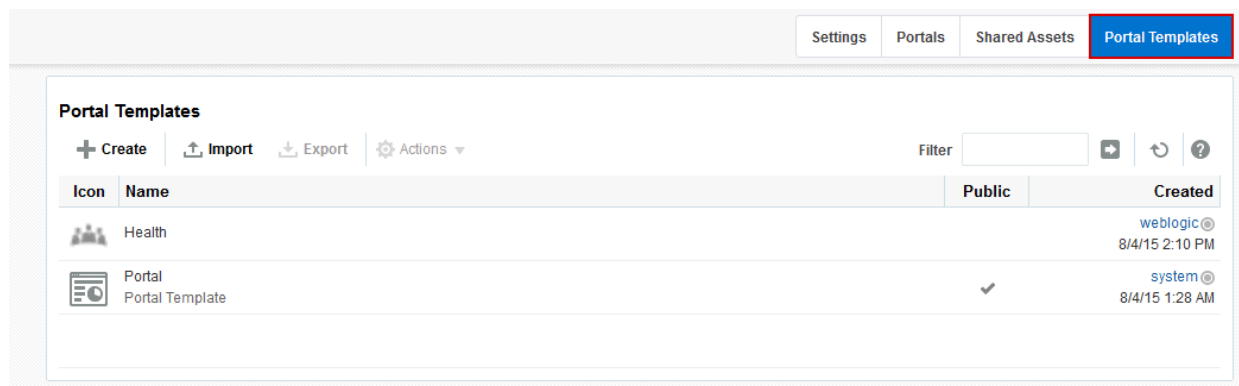 Settings Portals Shared Assets Portal Templates
Portal Templates
Create Import Export Actions Filter
Icon Name Public Created
Health weblogic
8/4/15 2:10 PM
Portal system
Portal Template 8/4/15 1:28 AM